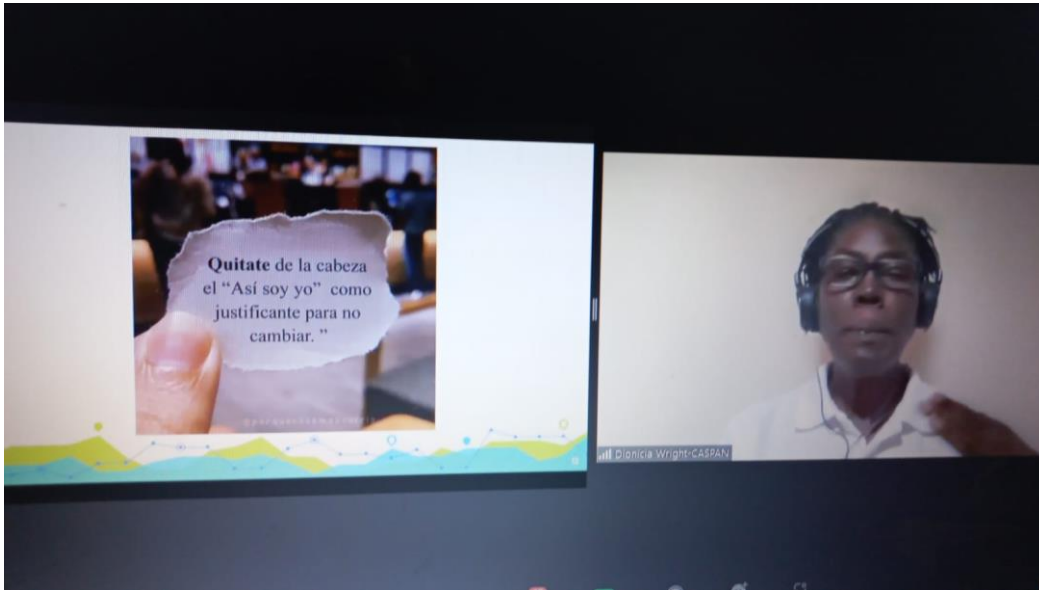 Quitate de la cabeza
el “Así soy yo” como
justificante para no
cambiar. ”
Dionicia Wright-CASPAN